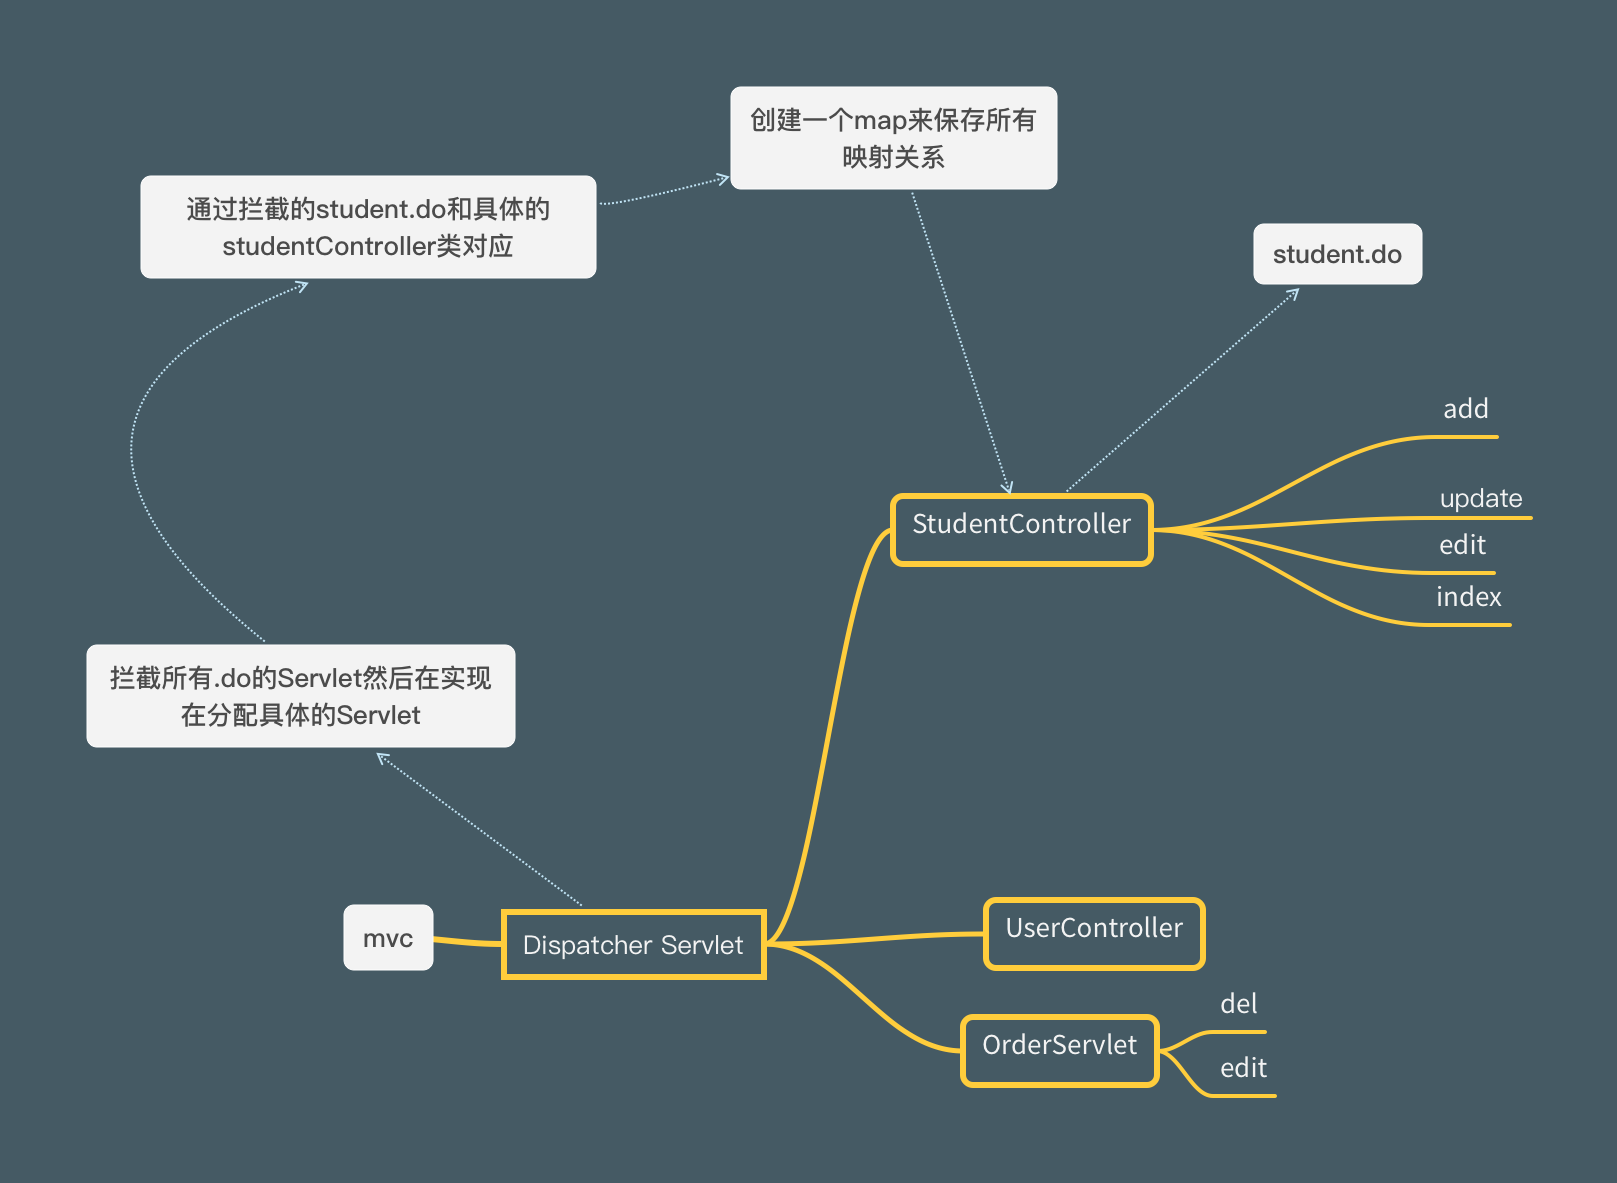 创建一个map来保存所有
映射关系
通过拦截的student.do和具体的
studentController类对应
student.do
add
update
edit
index
StudentController
拦截所有.do的Servlet然后在实现
在分配具体的Servlet
mvc
Dispatcher Servlet
UserController
OrderServlet
del
edit